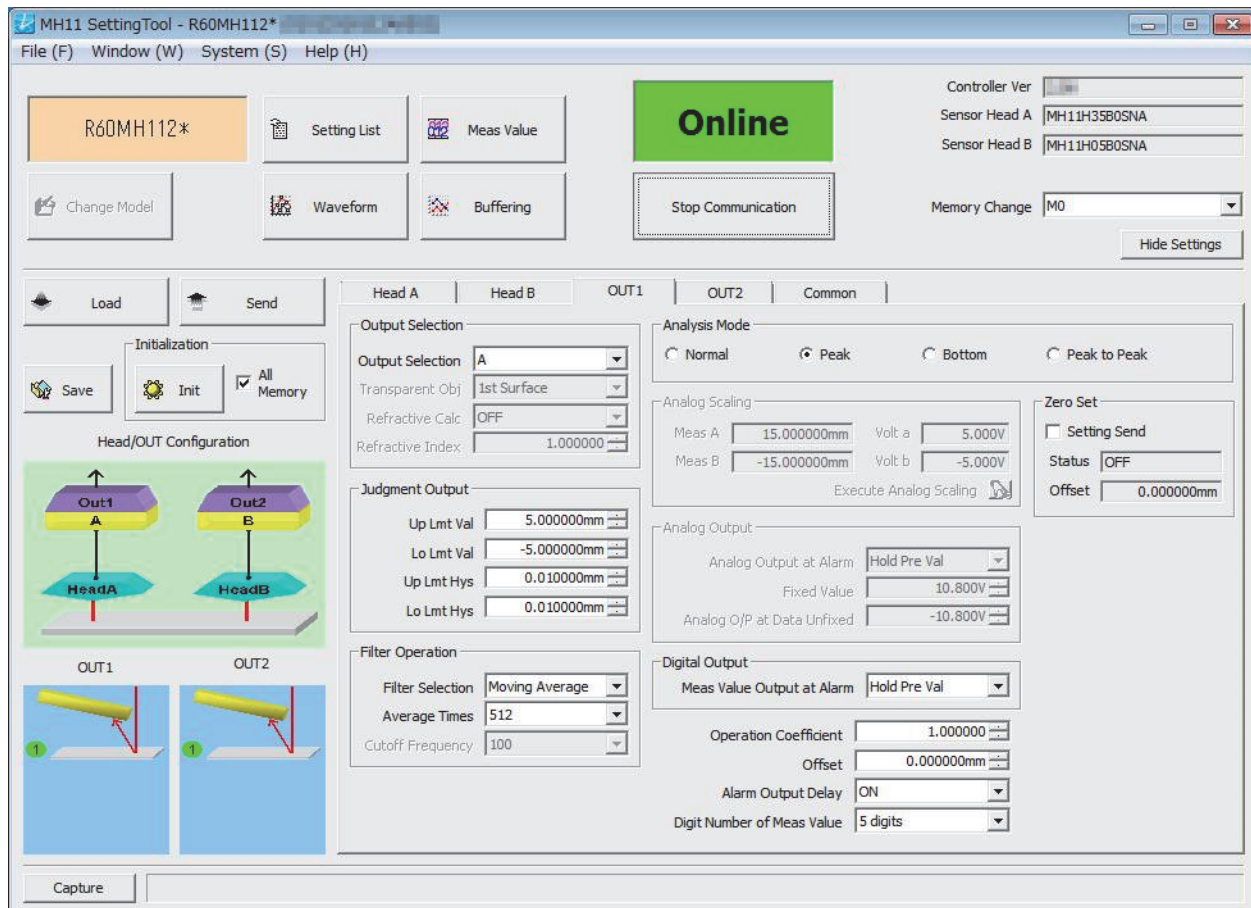 MH11 SettingTool - R60MH112*
File (F) Window (W) System (S) Help (H)
R60MH112*
Setting List
Meas Value
Online
Controller Ver
Sensor Head A MH11H35B0SNA
Sensor Head B MH11H05B0SNA
Change Model
Waveform
Buffering
Stop Communication
Memory Change M0
Hide Settings
Load
Send
Initialization
Save
Init
All
Memory
Head/OUT Configuration
Out1
A
HeadA
Out2
B
HeadB
OUT1
OUT2
1
1
Head A Head B OUT1 OUT2 Common
Output Selection
Output Selection A
Transparent Obj 1st Surface
Refractive Calc OFF
Refractive Index 1.000000
Judgment Output
Up Lmt Val 5.000000mm
Lo Lmt Val -5.000000mm
Up Lmt Hys 0.010000mm
Lo Lmt Hys 0.010000mm
Filter Operation
Filter Selection Moving Average
Average Times 512
Cutoff Frequency 100
Analysis Mode
Normal Peak Bottom Peak to Peak
Analog Scaling
Meas A 15.000000mm Volt a 5.000V
Meas B -15.000000mm Volt b -5.000V
Execute Analog Scaling
Zero Set
Setting Send
Status OFF
Offset 0.000000mm
Analog Output
Analog Output at Alarm Hold Pre Val
Fixed Value 10.800V
Analog O/P at Data Unfixed -10.800V
Digital Output
Meas Value Output at Alarm Hold Pre Val
Operation Coefficient 1.000000
Offset 0.000000mm
Alarm Output Delay ON
Digit Number of Meas Value 5 digits
Capture